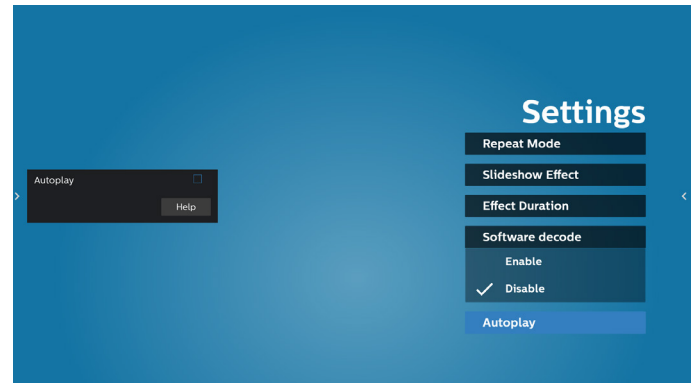 Settings
Repeat Mode
Slideshow Effect
Effect Duration
Software decode
Enable
Disable
Autoplay
Autoplay
Help